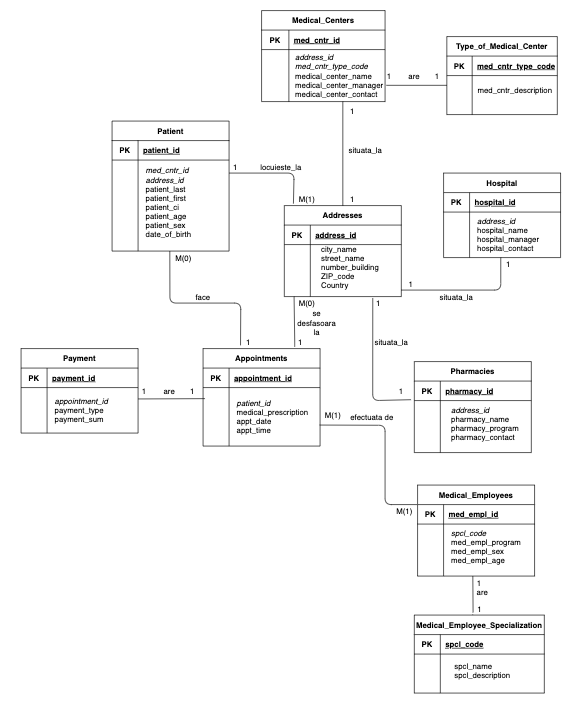 Medical_Centers
PK med_cntr_id
address_id
med_cntr_type_code
medical_center_name
medical_center_manager
medical_center_contact
1 are 1
Type_of_Medical_Center
PK med_cntr_type_code
med_cntr_description
1
situata_la
1
Patient
PK patient_id
med_cntr_id
address_id
patient_last
patient_first
patient_ci
patient_age
patient_sex
date_of_birth
1 locuieste_la
M(1)
Addresses
PK address_id
city_name
street_name
number_building
ZIP_code
Country
Hospital
PK hospital_id
address_id
hospital_name
hospital_manager
hospital_contact
1
situata_la
1
M(0)
face
1
M(0)
se
desfasoara
la
1
1
situata_la
1
Payment
PK payment_id
appointment_id
payment_type
payment_sum
1 are 1
Appointments
PK appointment_id
patient_id
medical_prescription
appt_date
appt_time
Pharmacies
PK pharmacy_id
address_id
pharmacy_name
pharmacy_program
pharmacy_contact
M(1) efectuata de
M(1)
Medical_Employees
PK med_empl_id
spcl_code
med_empl_program
med_empl_sex
med_empl_age
1
are
1
Medical_Employee_Specialization
PK spcl_code
spcl_name
spcl_description